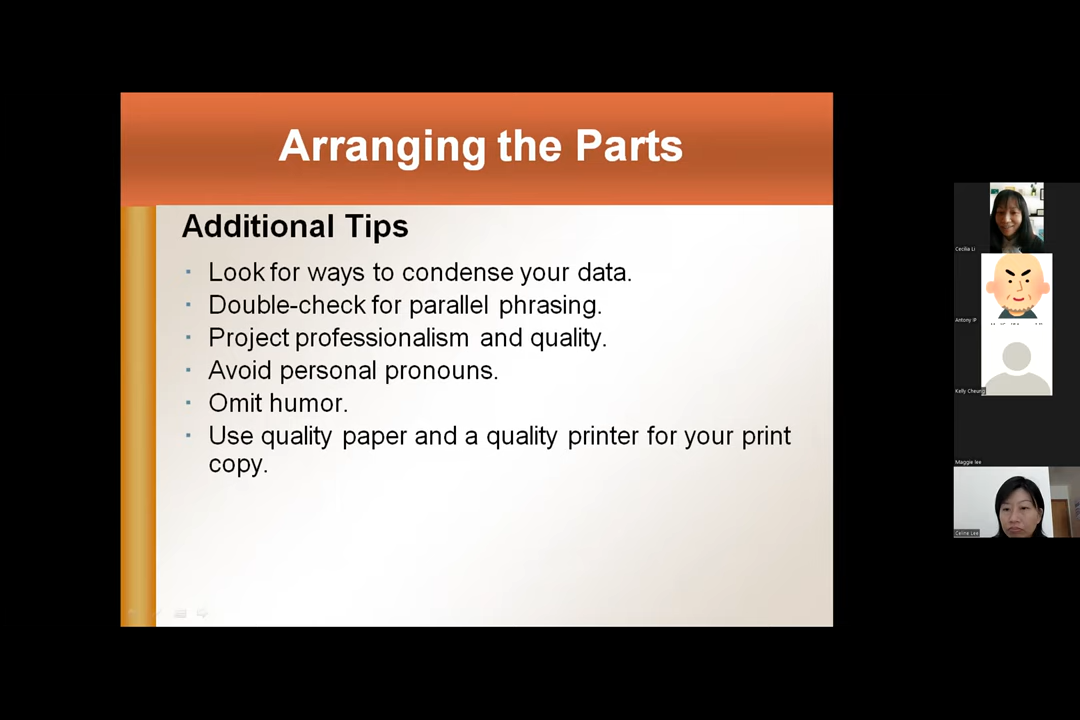 Arranging the Parts
Additional Tips
Look for ways to condense your data.
Double-check for parallel phrasing.
Project professionalism and quality.
Avoid personal pronouns.
Omit humor.
Use quality paper and a quality printer for your print
copy.
Cecilia Li
Antony IP
Kelly Cheung
Maggie lee
Celine Lee